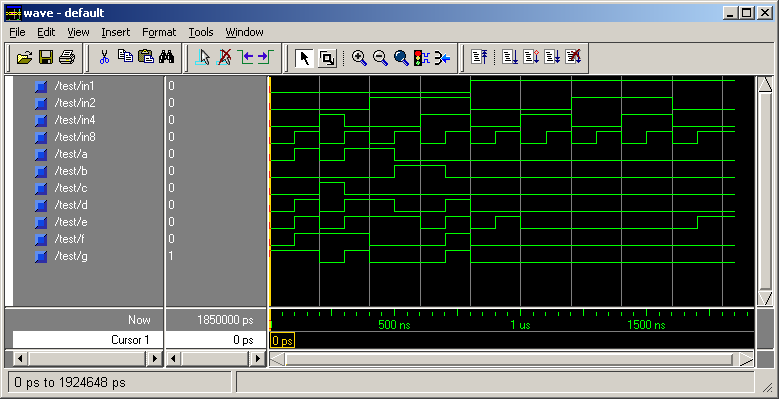 wave - default
File Edit View Insert Format Tools Window
/test/in1 0
/test/in2 0
/test/in4 0
/test/in8 0
/test/a 0
/test/b 0
/test/c 0
/test/d 0
/test/e 0
/test/f 0
/test/g 1
Now 1850000 ps 500 ns 1 us 1500 ns
Cursor 1 0 ps 0 ps
0 ps to 1924648 ps